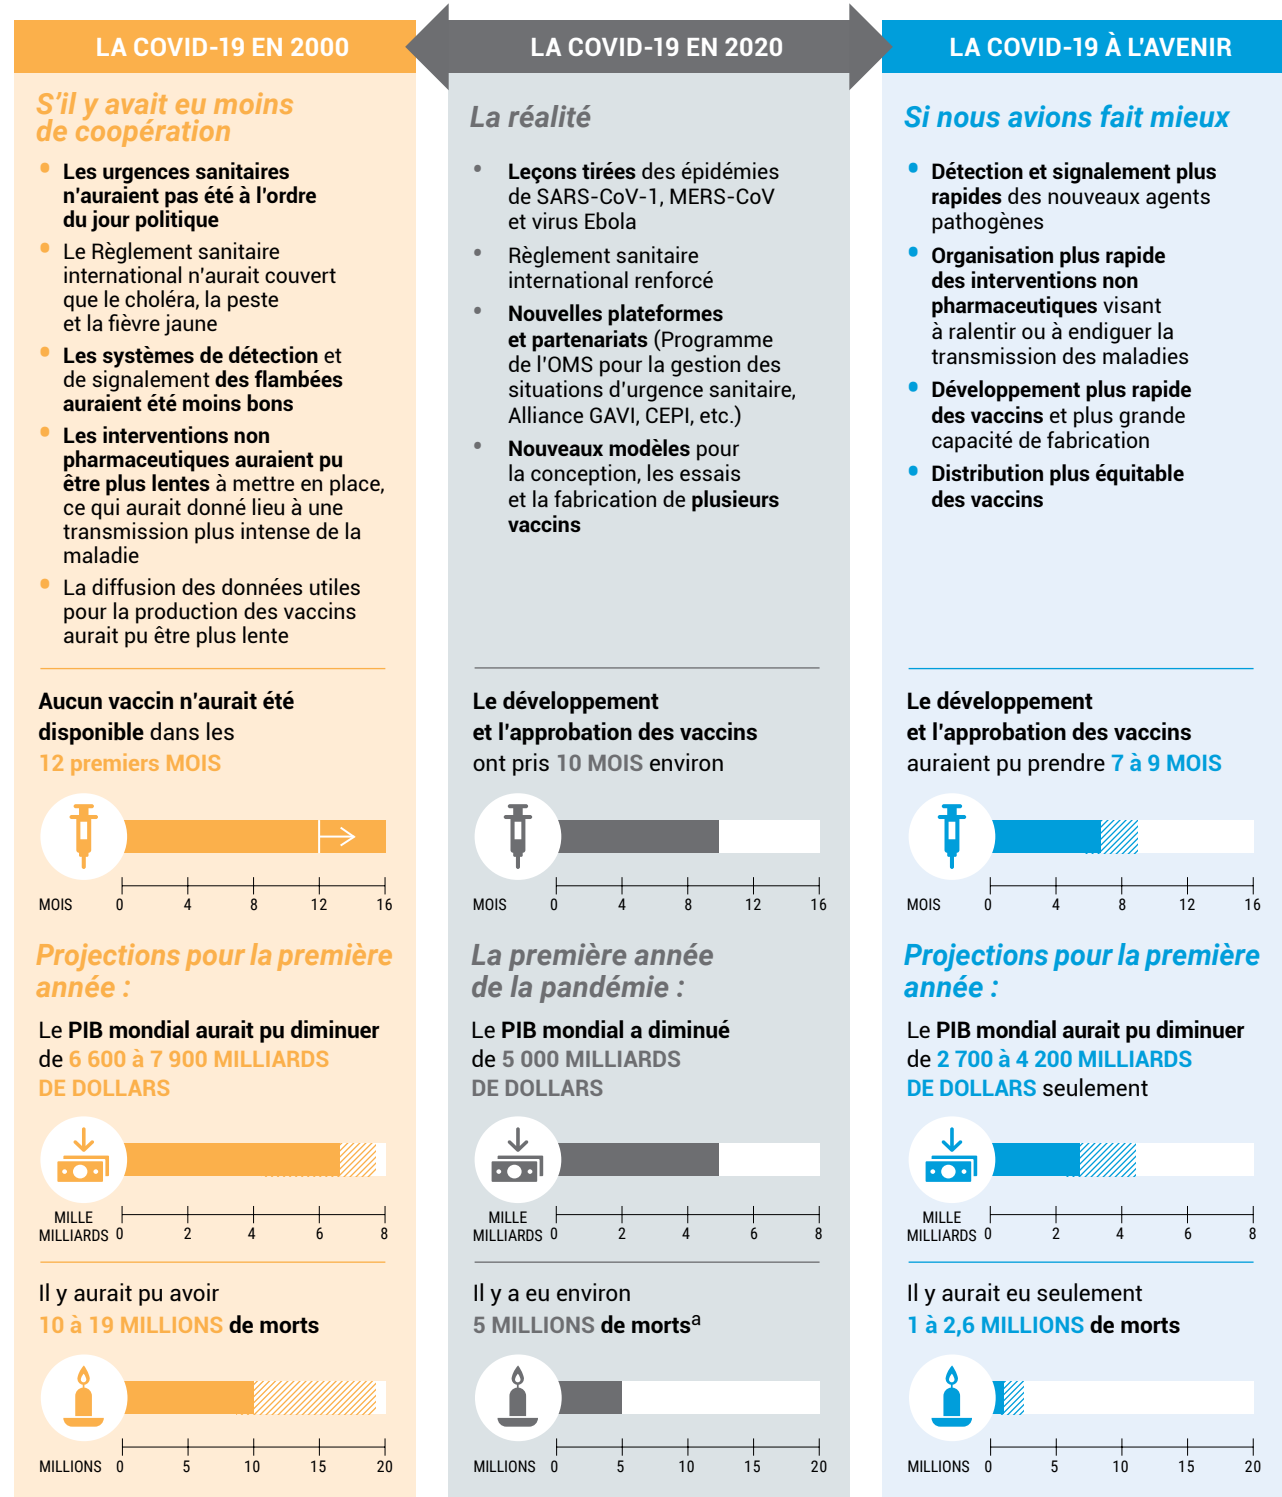 LA COVID-19 EN 2000
S'il y avait eu moins
de coopération
• Les urgences sanitaires
n'auraient pas été à l'ordre
du jour politique
• Le Règlement sanitaire
international n'aurait couvert
que le choléra, la peste
et la fièvre jaune
• Les systèmes de détection et
de signalement des flambées
auraient été moins bons
• Les interventions non
pharmaceutiques auraient pu
être plus lentes à mettre en place,
ce qui aurait donné lieu à une
transmission plus intense de la
maladie
• La diffusion des données utiles
pour la production des vaccins
aurait pu être plus lente
Aucun vaccin n'aurait été
disponible dans les
12 premiers MOIS
MOIS 0 4 8 12 16
Projections pour la première
année :
Le PIB mondial aurait pu diminuer
de 6 600 à 7 900 MILLIARDS
DE DOLLARS
MILLE
MILLIARDS 0 2 4 6 8
Il y aurait pu avoir
10 à 19 MILLIONS de morts
MILLIONS 0 5 10 15 20
LA COVID-19 EN 2020
La réalité
• Leçons tirées des épidémies
de SARS-CoV-1, MERS-CoV
et virus Ebola
• Règlement sanitaire
international renforcé
• Nouvelles plateformes
et partenariats (Programme
de l'OMS pour la gestion des
situations d'urgence sanitaire,
Alliance GAVI, CEPI, etc.)
• Nouveaux modèles pour
la conception, les essais
et la fabrication de plusieurs
vaccins
Le développement
et l'approbation des vaccins
ont pris 10 MOIS environ
MOIS 0 4 8 12 16
La première année
de la pandémie :
Le PIB mondial a diminué
de 5 000 MILLIARDS
DE DOLLARS
MILLE
MILLIARDS 0 2 4 6 8
Il y a eu environ
5 MILLIONS de mortsᵃ
MILLIONS 0 5 10 15 20
LA COVID-19 À L'AVENIR
Si nous avions fait mieux
• Détection et signalement plus
rapides des nouveaux agents
pathogènes
• Organisation plus rapide
des interventions non
pharmaceutiques visant
à ralentir ou à endiguer la
transmission des maladies
• Développement plus rapide
des vaccins et plus grande
capacité de fabrication
• Distribution plus équitable
des vaccins
Le développement
et l'approbation des vaccins
auraient pu prendre 7 à 9 MOIS
MOIS 0 4 8 12 16
Projections pour la première
année :
Le PIB mondial aurait pu diminuer
de 2 700 à 4 200 MILLIARDS
DE DOLLARS seulement
MILLE
MILLIARDS 0 2 4 6 8
Il y aurait eu seulement
1 à 2,6 MILLIONS de morts
MILLIONS 0 5 10 15 20